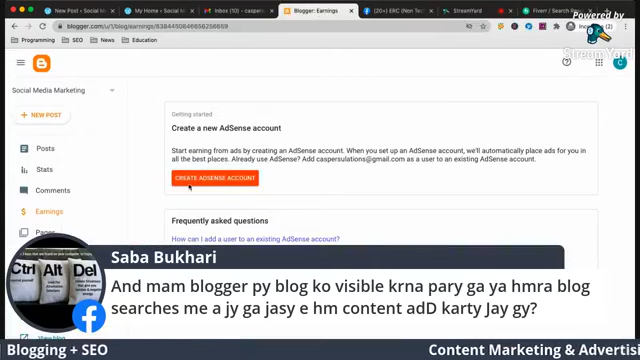 New Post - Social M
My Home - Social M
Inbox (10) - caspera
Blogger: Earnings
(20+) ERC (Non Tech
StreamYard
Fiverr / Search Res
blogger.com/u/1/blog/earnings/
Programming
SEO
News
Education
Powered by
StreamYard
Social Media Marketing
+ NEW POST
Posts
Stats
Comments
Earnings
Pages
View blog
Getting started
Create a new AdSense account
Start earning from ads by creating an AdSense account. When you set up an AdSense account, we'll automatically place ads for you in
all the best places. Already use AdSense? Add caspersulations@gmail.com as a user to an existing AdSense account.
CREATE ADSENSE ACCOUNT
Frequently asked questions
How can I add a user to an existing AdSense account?
Ctrl Alt Del
Saba Bukhari
And mam blogger py blog ko visible krna pary ga ya hmra blog
searches me a jy ga jasy e hm content adD karty Jay gy?
| Blogging + SEO
Content Marketing & Advertisi